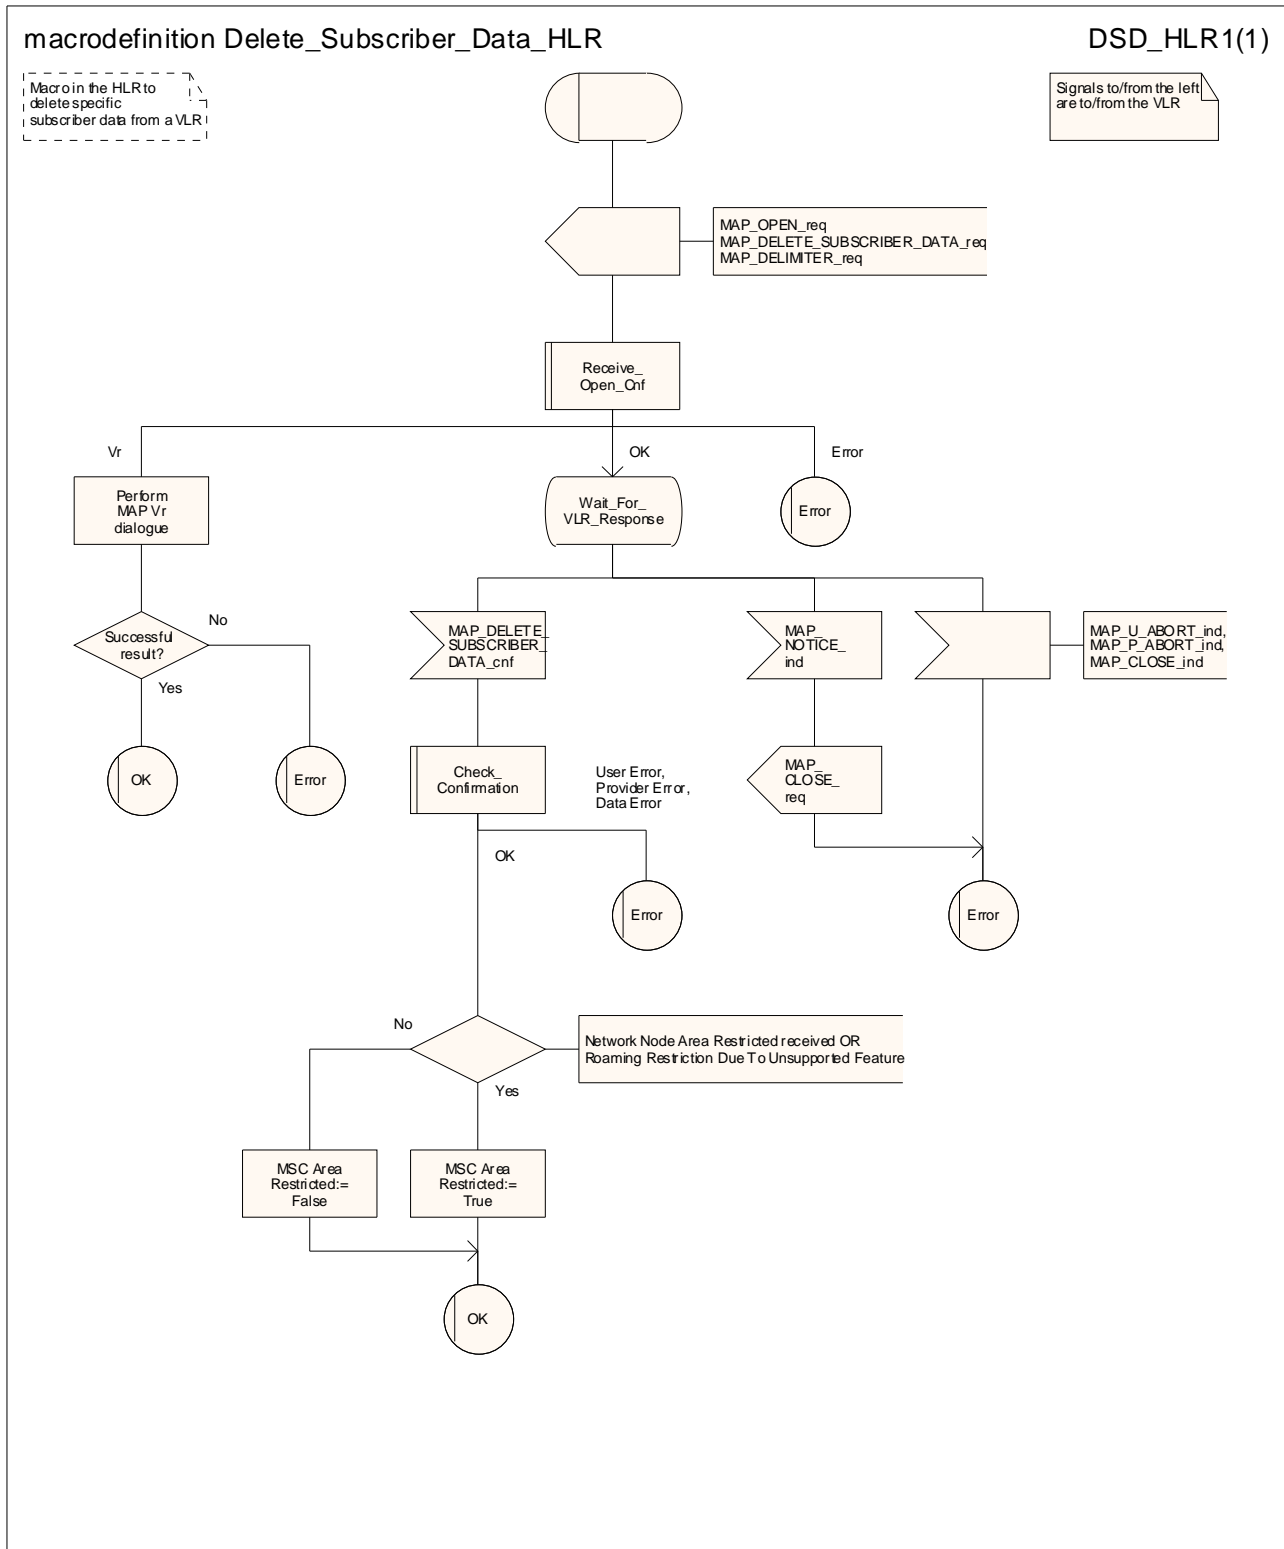 macrodefinition Delete_Subscriber_Data_HLR
DSD_HLR1(1)
Macro in the HLR to
delete specific
subscriber data from a VLR
Signals to/from the left
are to/from the VLR
MAP_OPEN_req
MAP_DELETE_SUBSCRIBER_DATA_req
MAP_DELIMITER_req
Receive_
Open_Cnf
Vr
OK
Error
Perform
MAP Vr
dialogue
Wait_For_
VLR_Response
Error
Successful
result?
No
Yes
MAP_DELETE_
SUBSCRIBER_
DATA_cnf
MAP_
NOTICE_
ind
MAP_U_ABORT_ind,
MAP_P_ABORT_ind,
MAP_CLOSE_ind
OK
Error
Check_
Confirmation
User Error,
Provider Error,
Data Error
MAP_
CLOSE_
req
OK
Error
Error
No
Yes
Network Node Area Restricted received OR
Roaming Restriction Due To Unsupported Feature
MSC Area
Restricted:=
False
MSC Area
Restricted:=
True
OK